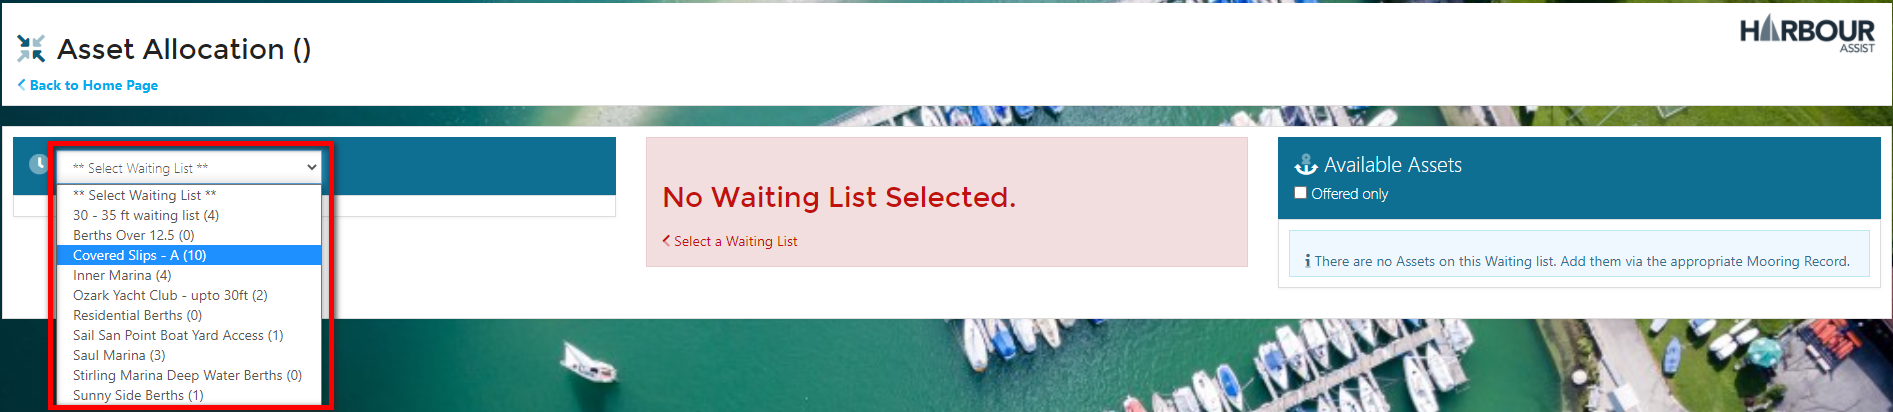 Asset Allocation ()
Back to Home Page
HARBOUR
ASSIST
** Select Waiting List **
** Select Waiting List **
30 - 35 ft waiting list (4)
Berths Over 12.5 (0)
Covered Slips - A (10)
Inner Marina (4)
Ozark Yacht Club - upto 30ft (2)
Residential Berths (0)
Sail San Point Boat Yard Access (1)
Saul Marina (3)
Stirling Marina Deep Water Berths (0)
Sunny Side Berths (1)
No Waiting List Selected.
Select a Waiting List
Available Assets
Offered only
There are no Assets on this Waiting list. Add them via the appropriate Mooring Record.